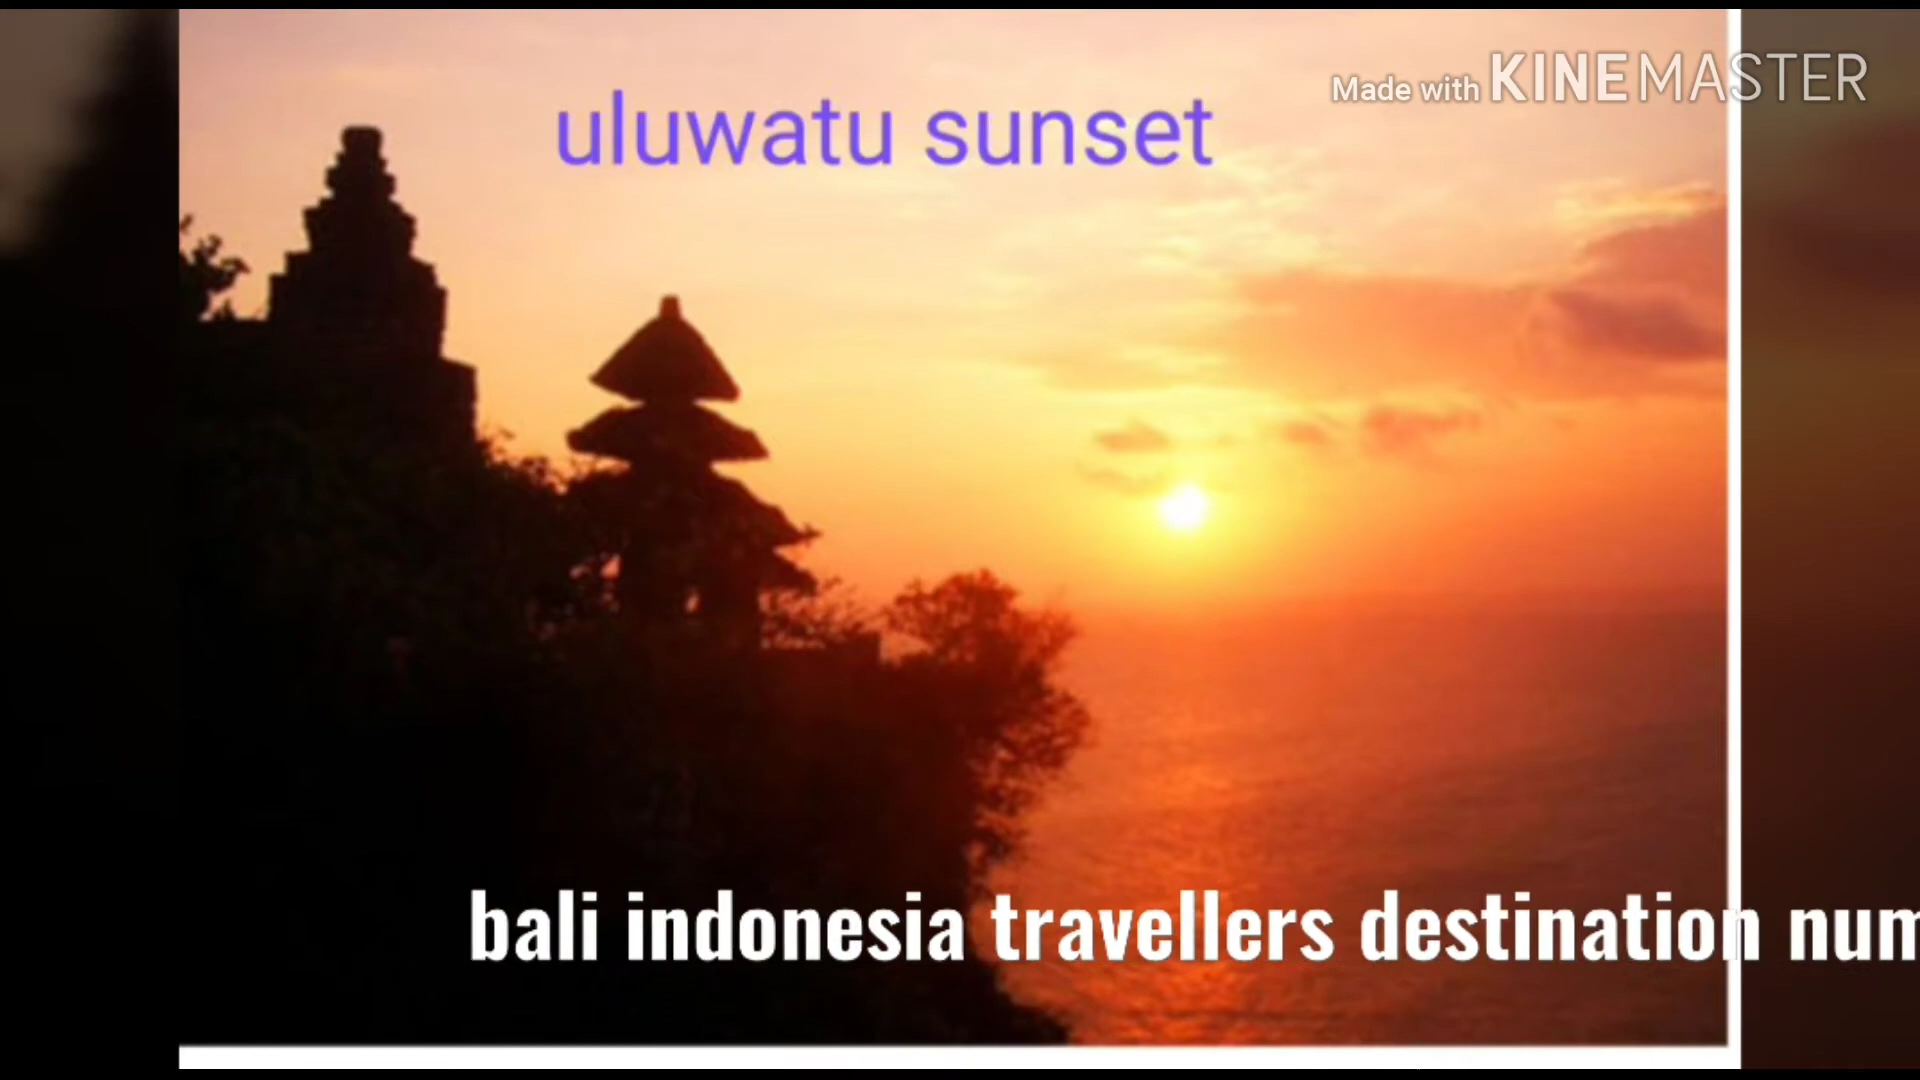 Made with KINEMASTER
uluwatu sunset
bali indonesia travellers destination